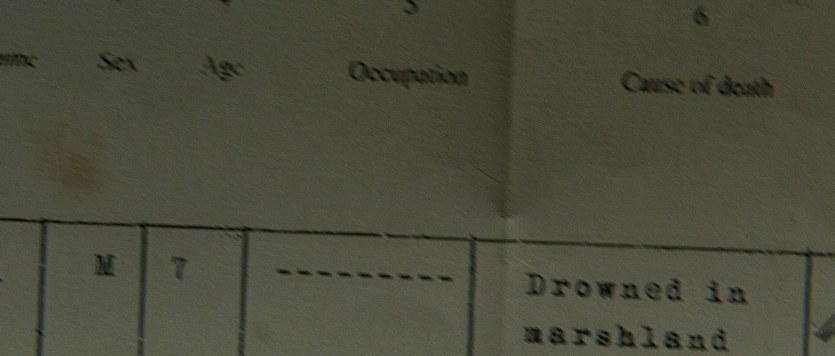 5 6
Sex Age Occupation Cause of death
M 7 --------- Drowned in
marshland